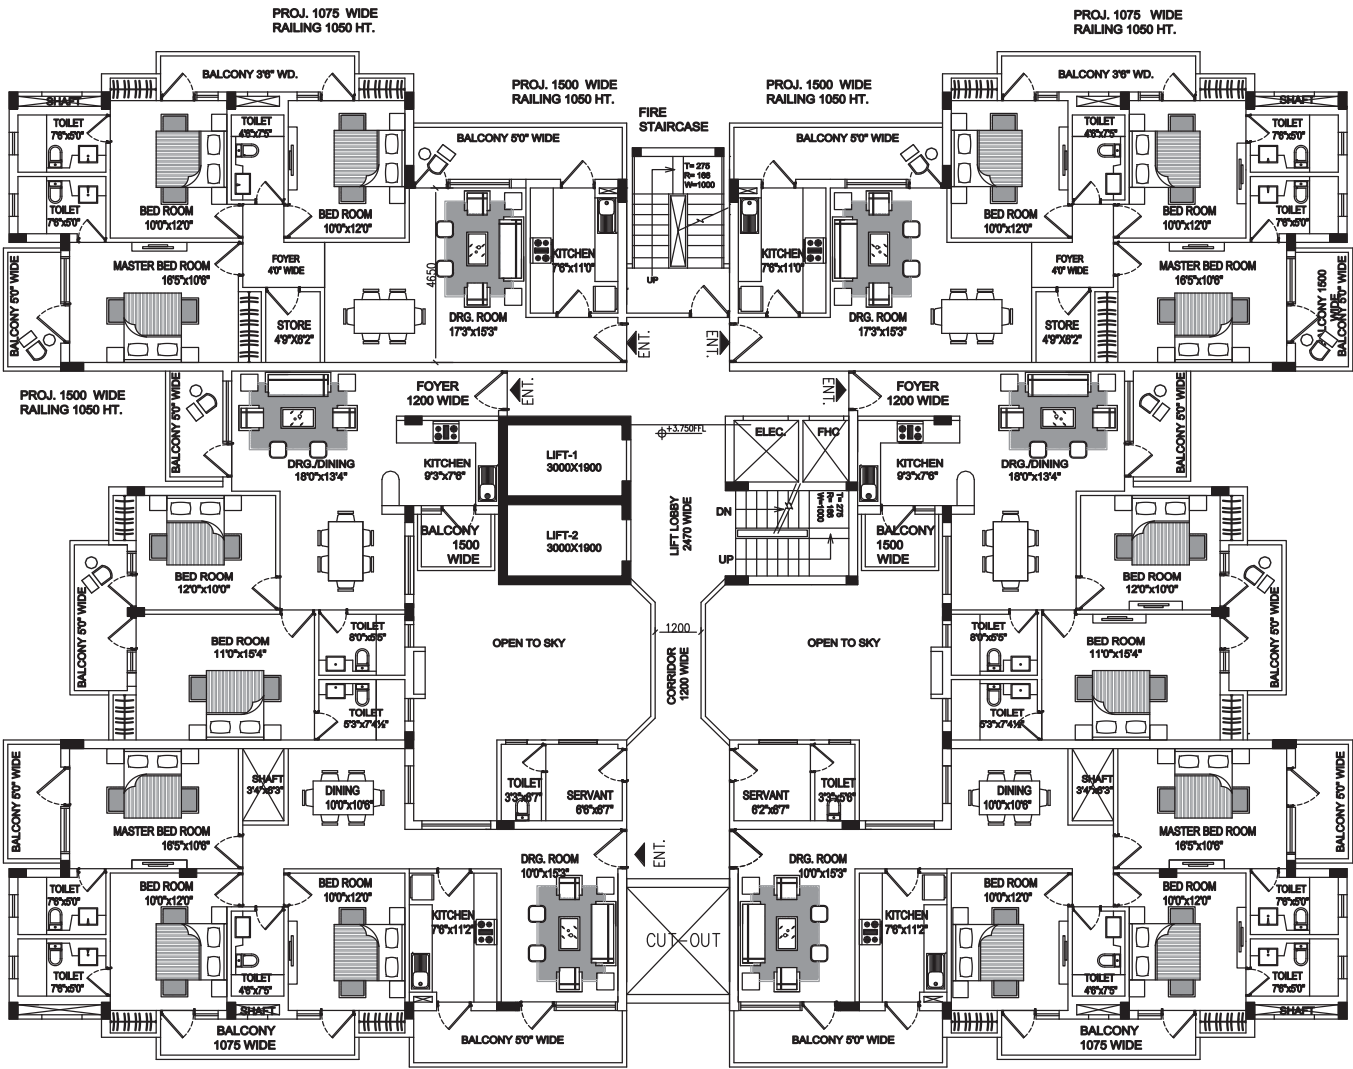 PROJ. 1075 WIDE
RAILING 1050 HT.
PROJ. 1075 WIDE
RAILING 1050 HT.
BALCONY 3'6" WD.
PROJ. 1500 WIDE
RAILING 1050 HT.
PROJ. 1500 WIDE
RAILING 1050 HT.
BALCONY 3'6" WD.
SHAFT
TOILET
7'6"x5'0"
TOILET
4'6"x7'5"
BALCONY 5'0" WIDE
FIRE
STAIRCASE
BALCONY 5'0" WIDE
TOILET
4'6"x7'5"
SHAFT
TOILET
7'6"x5'0"
T= 275
R= 166
W=1000
TOILET
7'6"x5'0"
BED ROOM
10'0"x12'0"
BED ROOM
10'0"x12'0"
BED ROOM
10'0"x12'0"
BED ROOM
10'0"x12'0"
TOILET
7'6"x5'0"
MASTER BED ROOM
16'5"x10'6"
FOYER
4'0" WIDE
4650
KITCHEN
7'6"x11'0"
UP
KITCHEN
7'6"x11'0"
FOYER
4'0" WIDE
MASTER BED ROOM
16'5"x10'6"
BALCONY 5'0" WIDE
STORE
4'9"X6'2"
DRG. ROOM
17'3"x15'3"
ENT.
ENT.
DRG. ROOM
17'3"x15'3"
STORE
4'9"X6'2"
BALCONY 1500
WIDE
BALCONY 5'0" WIDE
PROJ. 1500 WIDE
RAILING 1050 HT.
BALCONY 5'0" WIDE
FOYER
1200 WIDE
ENT.
ENT.
FOYER
1200 WIDE
BALCONY 5'0" WIDE
DRG./DINING
18'0"x13'4"
KITCHEN
9'3"x7'6"
LIFT-1
3000X1900
+3.750FFL
ELEC.
FHC
KITCHEN
9'3"x7'6"
DRG./DINING
18'0"x13'4"
BALCONY
1500
WIDE
LIFT-2
3000X1900
LIFT LOBBY
2470 WIDE
DN
UP
T= 275
R= 166
W=1000
BALCONY
1500
WIDE
BED ROOM
12'0"x10'0"
BED ROOM
12'0"x10'0"
BALCONY 5'0" WIDE
BED ROOM
11'0"x15'4"
TOILET
8'0"x5'5"
OPEN TO SKY
1200
CORRIDOR
1200 WIDE
OPEN TO SKY
TOILET
8'0"x5'5"
BED ROOM
11'0"x15'4"
BALCONY 5'0" WIDE
TOILET
5'3"x7'4½"
TOILET
5'3"x7'4½"
BALCONY 5'0" WIDE
MASTER BED ROOM
16'5"x10'6"
SHAFT
3'4"x6'3"
DINING
10'0"x10'6"
TOILET
3'3"x6'7"
SERVANT
6'6"x6'7"
SERVANT
6'2"x6'7"
TOILET
3'3"x5'6"
DINING
10'0"x10'6"
SHAFT
3'4"x6'3"
MASTER BED ROOM
16'5"x10'6"
BALCONY 5'0" WIDE
TOILET
7'6"x5'0"
BED ROOM
10'0"x12'0"
BED ROOM
10'0"x12'0"
DRG. ROOM
10'0"x15'3"
ENT.
DRG. ROOM
10'0"x15'3"
BED ROOM
10'0"x12'0"
BED ROOM
10'0"x12'0"
TOILET
7'6"x5'0"
KITCHEN
7'6"x11'2"
CUT-OUT
KITCHEN
7'6"x11'2"
TOILET
7'6"x5'0"
TOILET
4'6"x7'5"
TOILET
4'6"x7'5"
TOILET
7'6"x5'0"
SHAFT
SHAFT
BALCONY
1075 WIDE
BALCONY 5'0" WIDE
BALCONY 5'0" WIDE
BALCONY
1075 WIDE